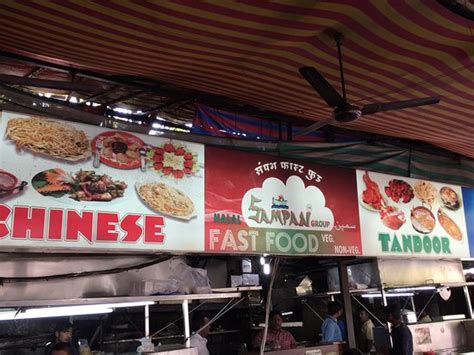 CHINESE
संपन्न फास्ट फुड
HALAL SAMPAN GROUP
FAST FOOD VEG.
NON-VEG.
TANDOOR